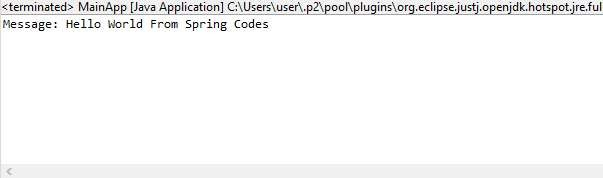 <terminated> MainApp [Java Application] C:\Users\user\.p2\pool\plugins\org.eclipse.justj.openjdk.hotspot.jre.ful
Message: Hello World From Spring Codes